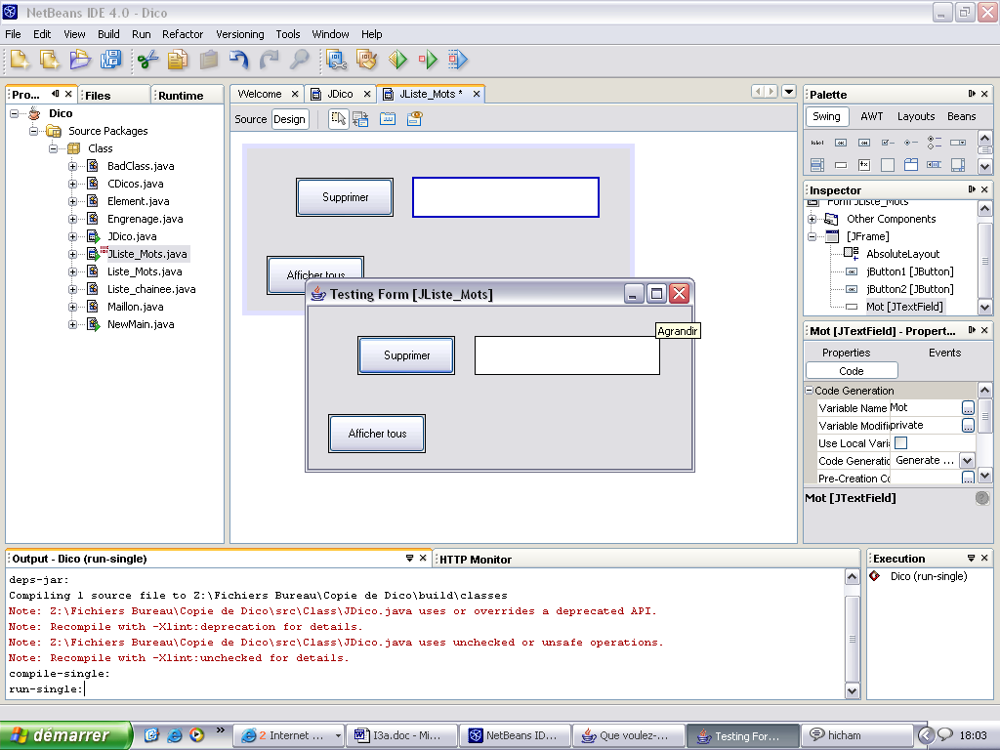 NetBeans IDE 4.0 - Dico
File Edit View Build Run Refactor Versioning Tools Window Help
Pro... Files Runtime
Dico
Source Packages
Class
BadClass.java
CDicos.java
Element.java
Engrenage.java
JDico.java
JListe_Mots.java
Liste_Mots.java
Liste_chainee.java
Maillon.java
NewMain.java
Welcome JDico JListe_Mots *
Source Design
Supprimer
Afficher tous
Testing Form [JListe_Mots]
Agrandir
Supprimer
Afficher tous
Palette
Swing AWT Layouts Beans
Inspector
Form JListe_Mots
Other Components
[JFrame]
AbsoluteLayout
jButton1 [JButton]
jButton2 [JButton]
Mot [JTextField]
Mot [JTextField] - Propert...
Properties Events
Code
Code Generation
Variable Name Mot
Variable Modifi private
Use Local Varia
Code Generatio Generate ...
Pre-Creation Co
Mot [JTextField]
Output - Dico (run-single) HTTP Monitor
deps-jar:
Compiling 1 source file to Z:\Fichiers Bureau\Copie de Dico\build\classes
Note: Z:\Fichiers Bureau\Copie de Dico\src\Class\JDico.java uses or overrides a deprecated API.
Note: Recompile with -Xlint:deprecation for details.
Note: Z:\Fichiers Bureau\Copie de Dico\src\Class\JDico.java uses unchecked or unsafe operations.
Note: Recompile with -Xlint:unchecked for details.
compile-single:
run-single:
Execution
Dico (run-single)
démarrer » 2 Internet ... I3a.doc - Mi... NetBeans ID... Que voulez-... Testing For... hicham 18:03